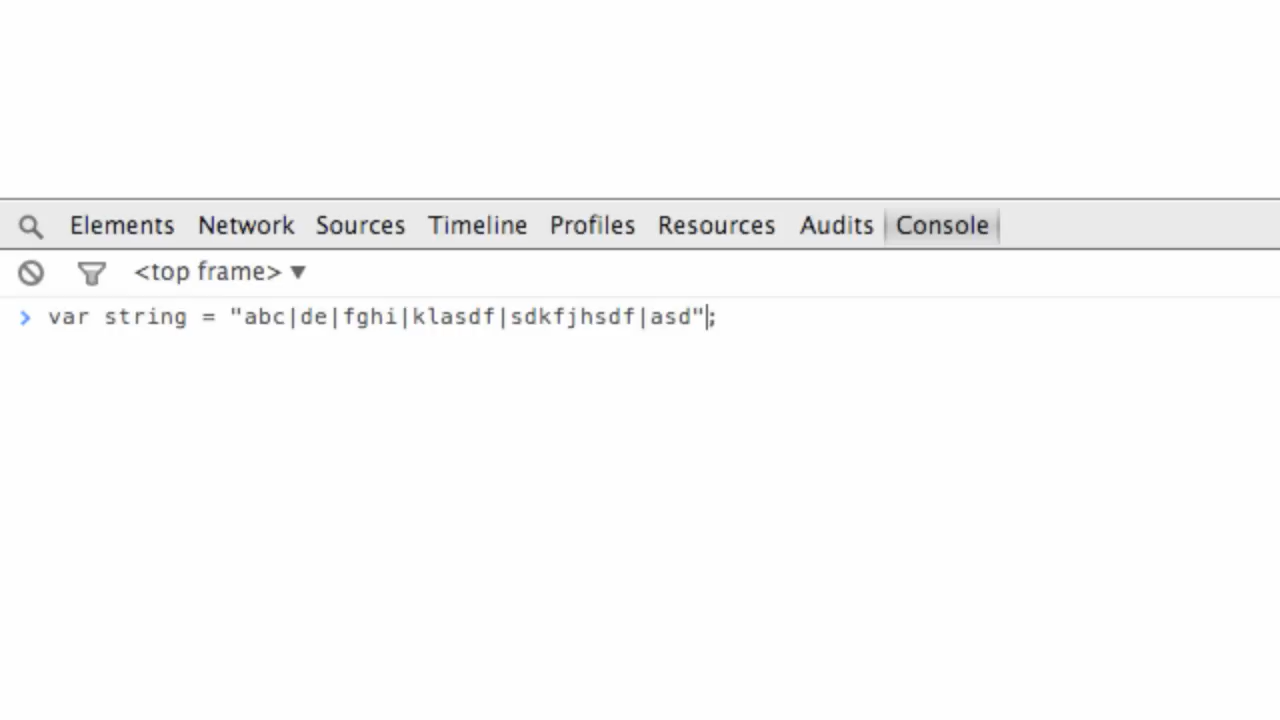 Elements Network Sources Timeline Profiles Resources Audits Console
<top frame> ▼
> var string = "abc|de|fghi|klasdf|sdkfjhsdf|asd";